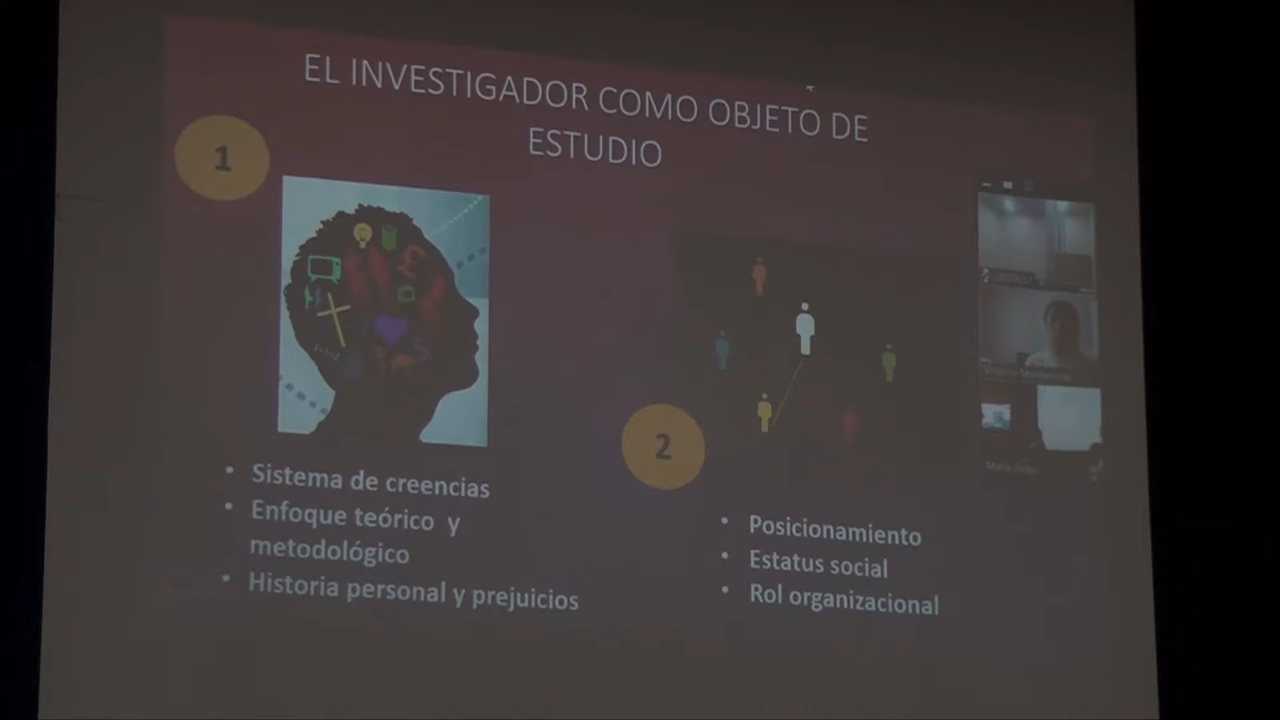 EL INVESTIGADOR COMO OBJETO DE
ESTUDIO
1
• Sistema de creencias
• Enfoque teórico y
metodológico
• Historia personal y prejuicios
2
• Posicionamiento
• Estatus social
• Rol organizacional